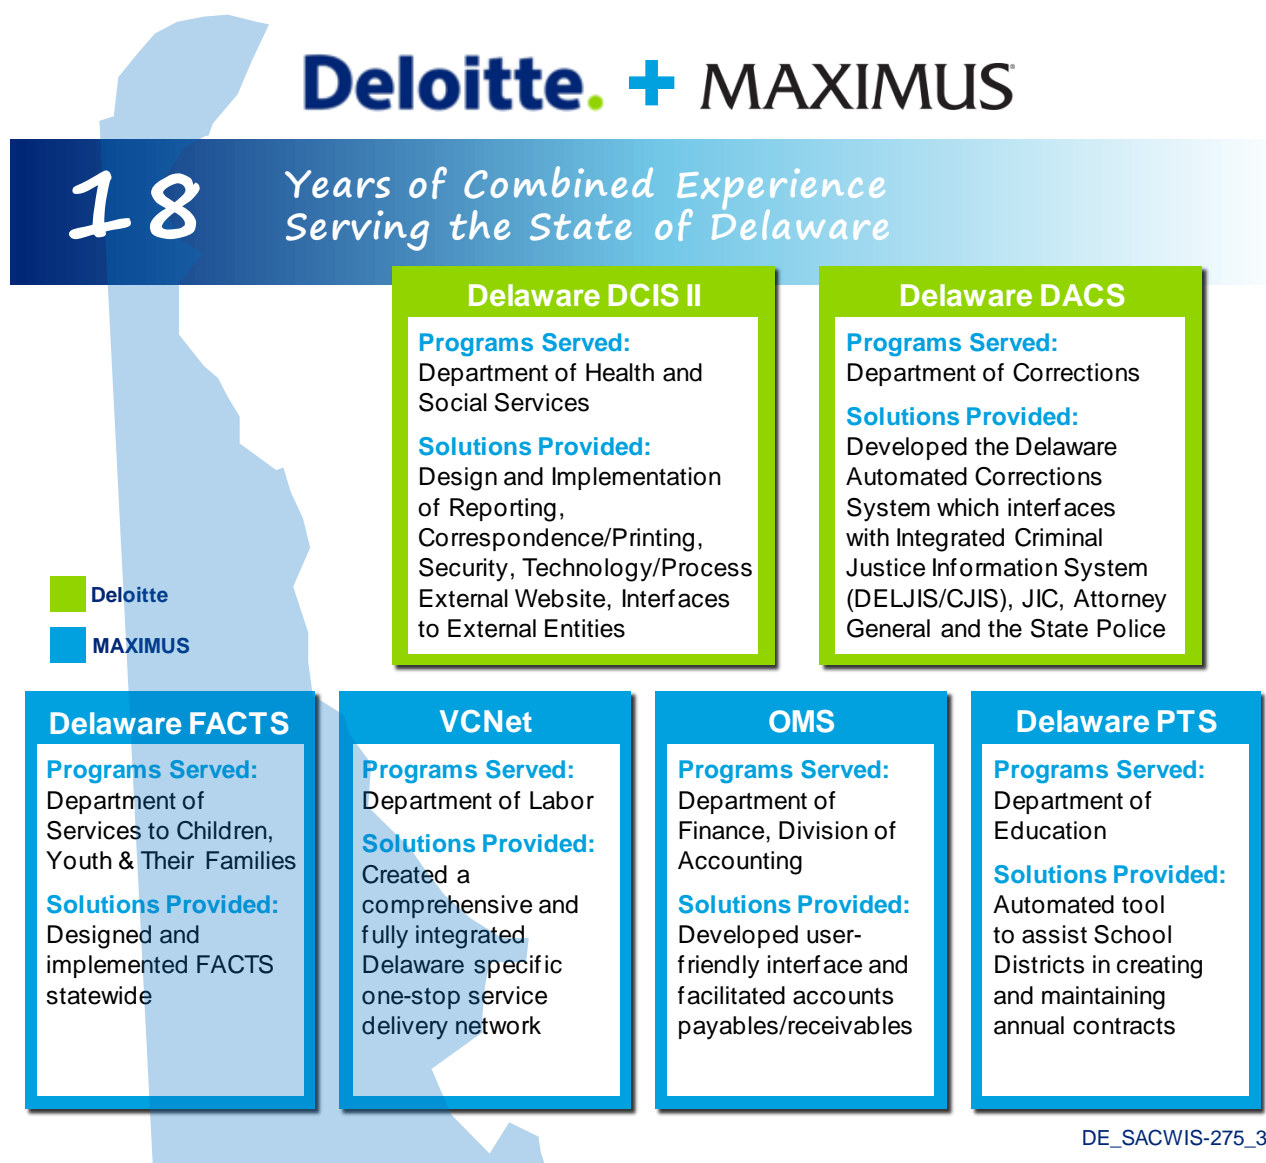 Deloitte. + MAXIMUS
18
Years of Combined Experience
Serving the State of Delaware
Delaware DCIS II
Programs Served:
Department of Health and
Social Services
Solutions Provided:
Design and Implementation
of Reporting,
Correspondence/Printing,
Security, Technology/Process
External Website, Interfaces
to External Entities
Delaware DACS
Programs Served:
Department of Corrections
Solutions Provided:
Developed the Delaware
Automated Corrections
System which interfaces
with Integrated Criminal
Justice Information System
(DELJIS/CJIS), JIC, Attorney
General and the State Police
Deloitte
MAXIMUS
Delaware FACTS
Programs Served:
Department of
Services to Children,
Youth & Their Families
Solutions Provided:
Designed and
implemented FACTS
statewide
VCNet
Programs Served:
Department of Labor
Solutions Provided:
Created a
comprehensive and
fully integrated
Delaware specific
one-stop service
delivery network
OMS
Programs Served:
Department of
Finance, Division of
Accounting
Solutions Provided:
Developed user-
friendly interface and
facilitated accounts
payables/receivables
Delaware PTS
Programs Served:
Department of
Education
Solutions Provided:
Automated tool
to assist School
Districts in creating
and maintaining
annual contracts
DE_SACWIS-275_3